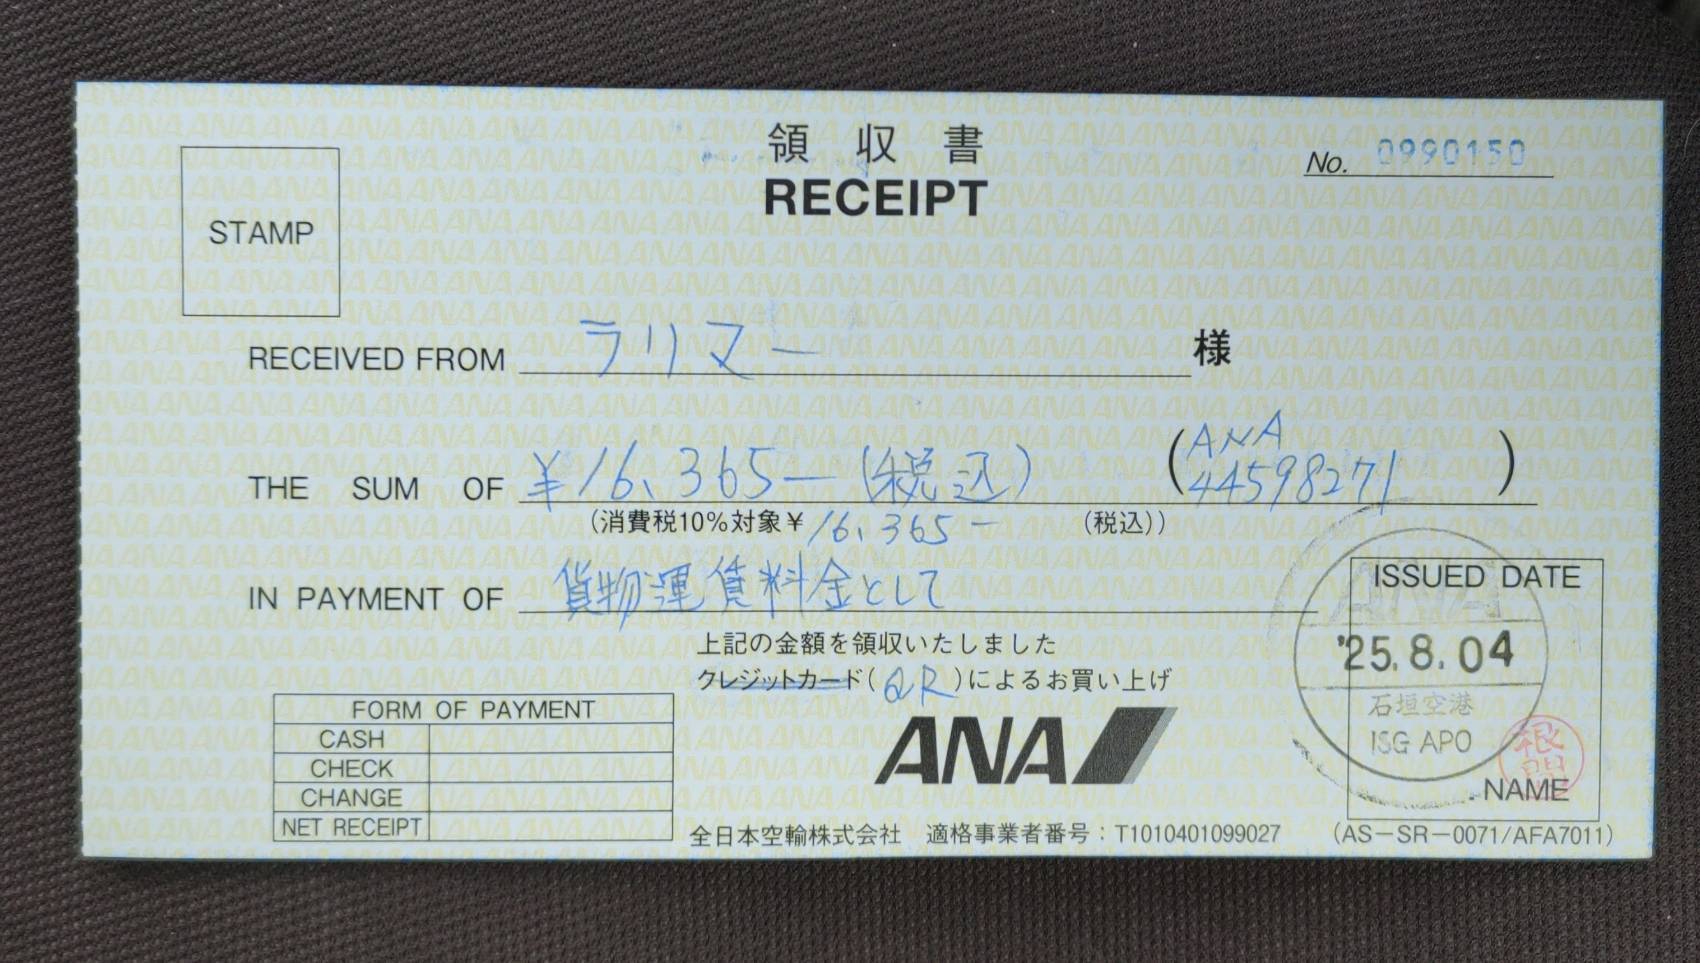 領収書
RECEIPT
No. 0990150
STAMP
RECEIVED FROM ラリマー 様
THE SUM OF ¥16,365-(税込) (ANA 44598271)
(消費税10%対象¥ 16,365- (税込))
IN PAYMENT OF 貨物運賃料金として
上記の金額を領収いたしました
クレジットカード(QR)によるお買い上げ
FORM OF PAYMENT
CASH
CHECK
CHANGE
NET RECEIPT
ANA
ISSUED DATE
ANA
'25.8.04
石垣空港
ISG APO
NAME
全日本空輸株式会社 適格事業者番号:T1010401099027
(AS-SR-0071/AFA7011)